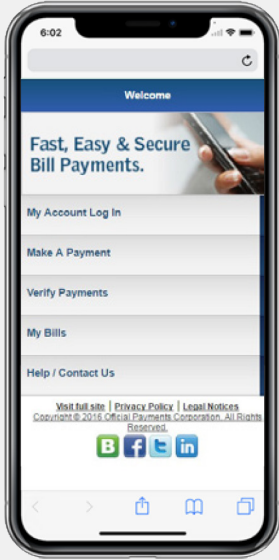 6:02
Welcome
Fast, Easy & Secure
Bill Payments.
My Account Log In
Make A Payment
Verify Payments
My Bills
Help / Contact Us
Visit full site | Privacy Policy | Legal Notices
Copyright © 2016 Official Payments Corporation. All Rights
Reserved.
B f t in